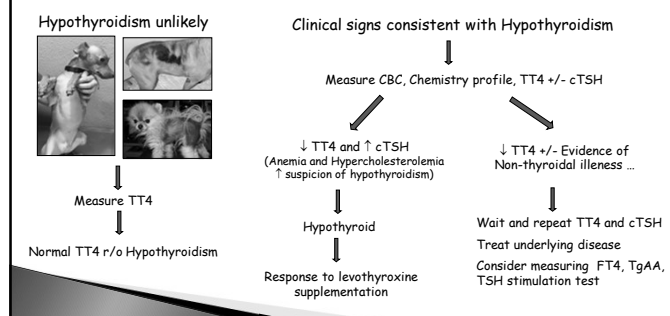 Hypothyroidism unlikely
Measure TT4
Normal TT4 r/o Hypothyroidism
Clinical signs consistent with Hypothyroidism
Measure CBC, Chemistry profile, TT4 +/- cTSH
↓ TT4 and ↑ cTSH
(Anemia and Hypercholesterolemia
↑ suspicion of hypothyroidism)
Hypothyroid
Response to levothyroxine
supplementation
↓ TT4 +/- Evidence of
Non-thyroidal illeness …
Wait and repeat TT4 and cTSH
Treat underlying disease
Consider measuring FT4, TgAA,
TSH stimulation test